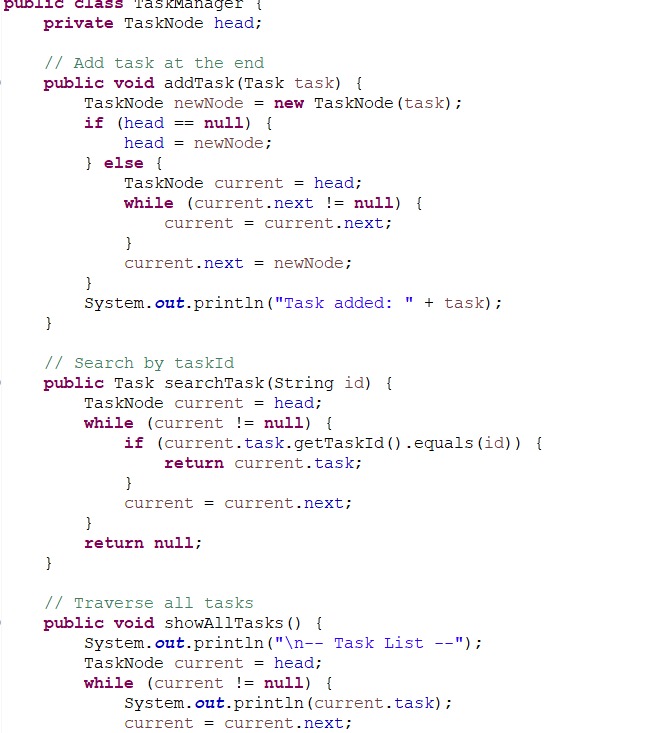 public class TaskManager {
    private TaskNode head;

    // Add task at the end
    public void addTask(Task task) {
        TaskNode newNode = new TaskNode(task);
        if (head == null) {
            head = newNode;
        } else {
            TaskNode current = head;
            while (current.next != null) {
                current = current.next;
            }
            current.next = newNode;
        }
        System.out.println("Task added: " + task);
    }

    // Search by taskId
    public Task searchTask(String id) {
        TaskNode current = head;
        while (current != null) {
            if (current.task.getTaskId().equals(id)) {
                return current.task;
            }
            current = current.next;
        }
        return null;
    }

    // Traverse all tasks
    public void showAllTasks() {
        System.out.println("\n-- Task List --");
        TaskNode current = head;
        while (current != null) {
            System.out.println(current.task);
            current = current.next;